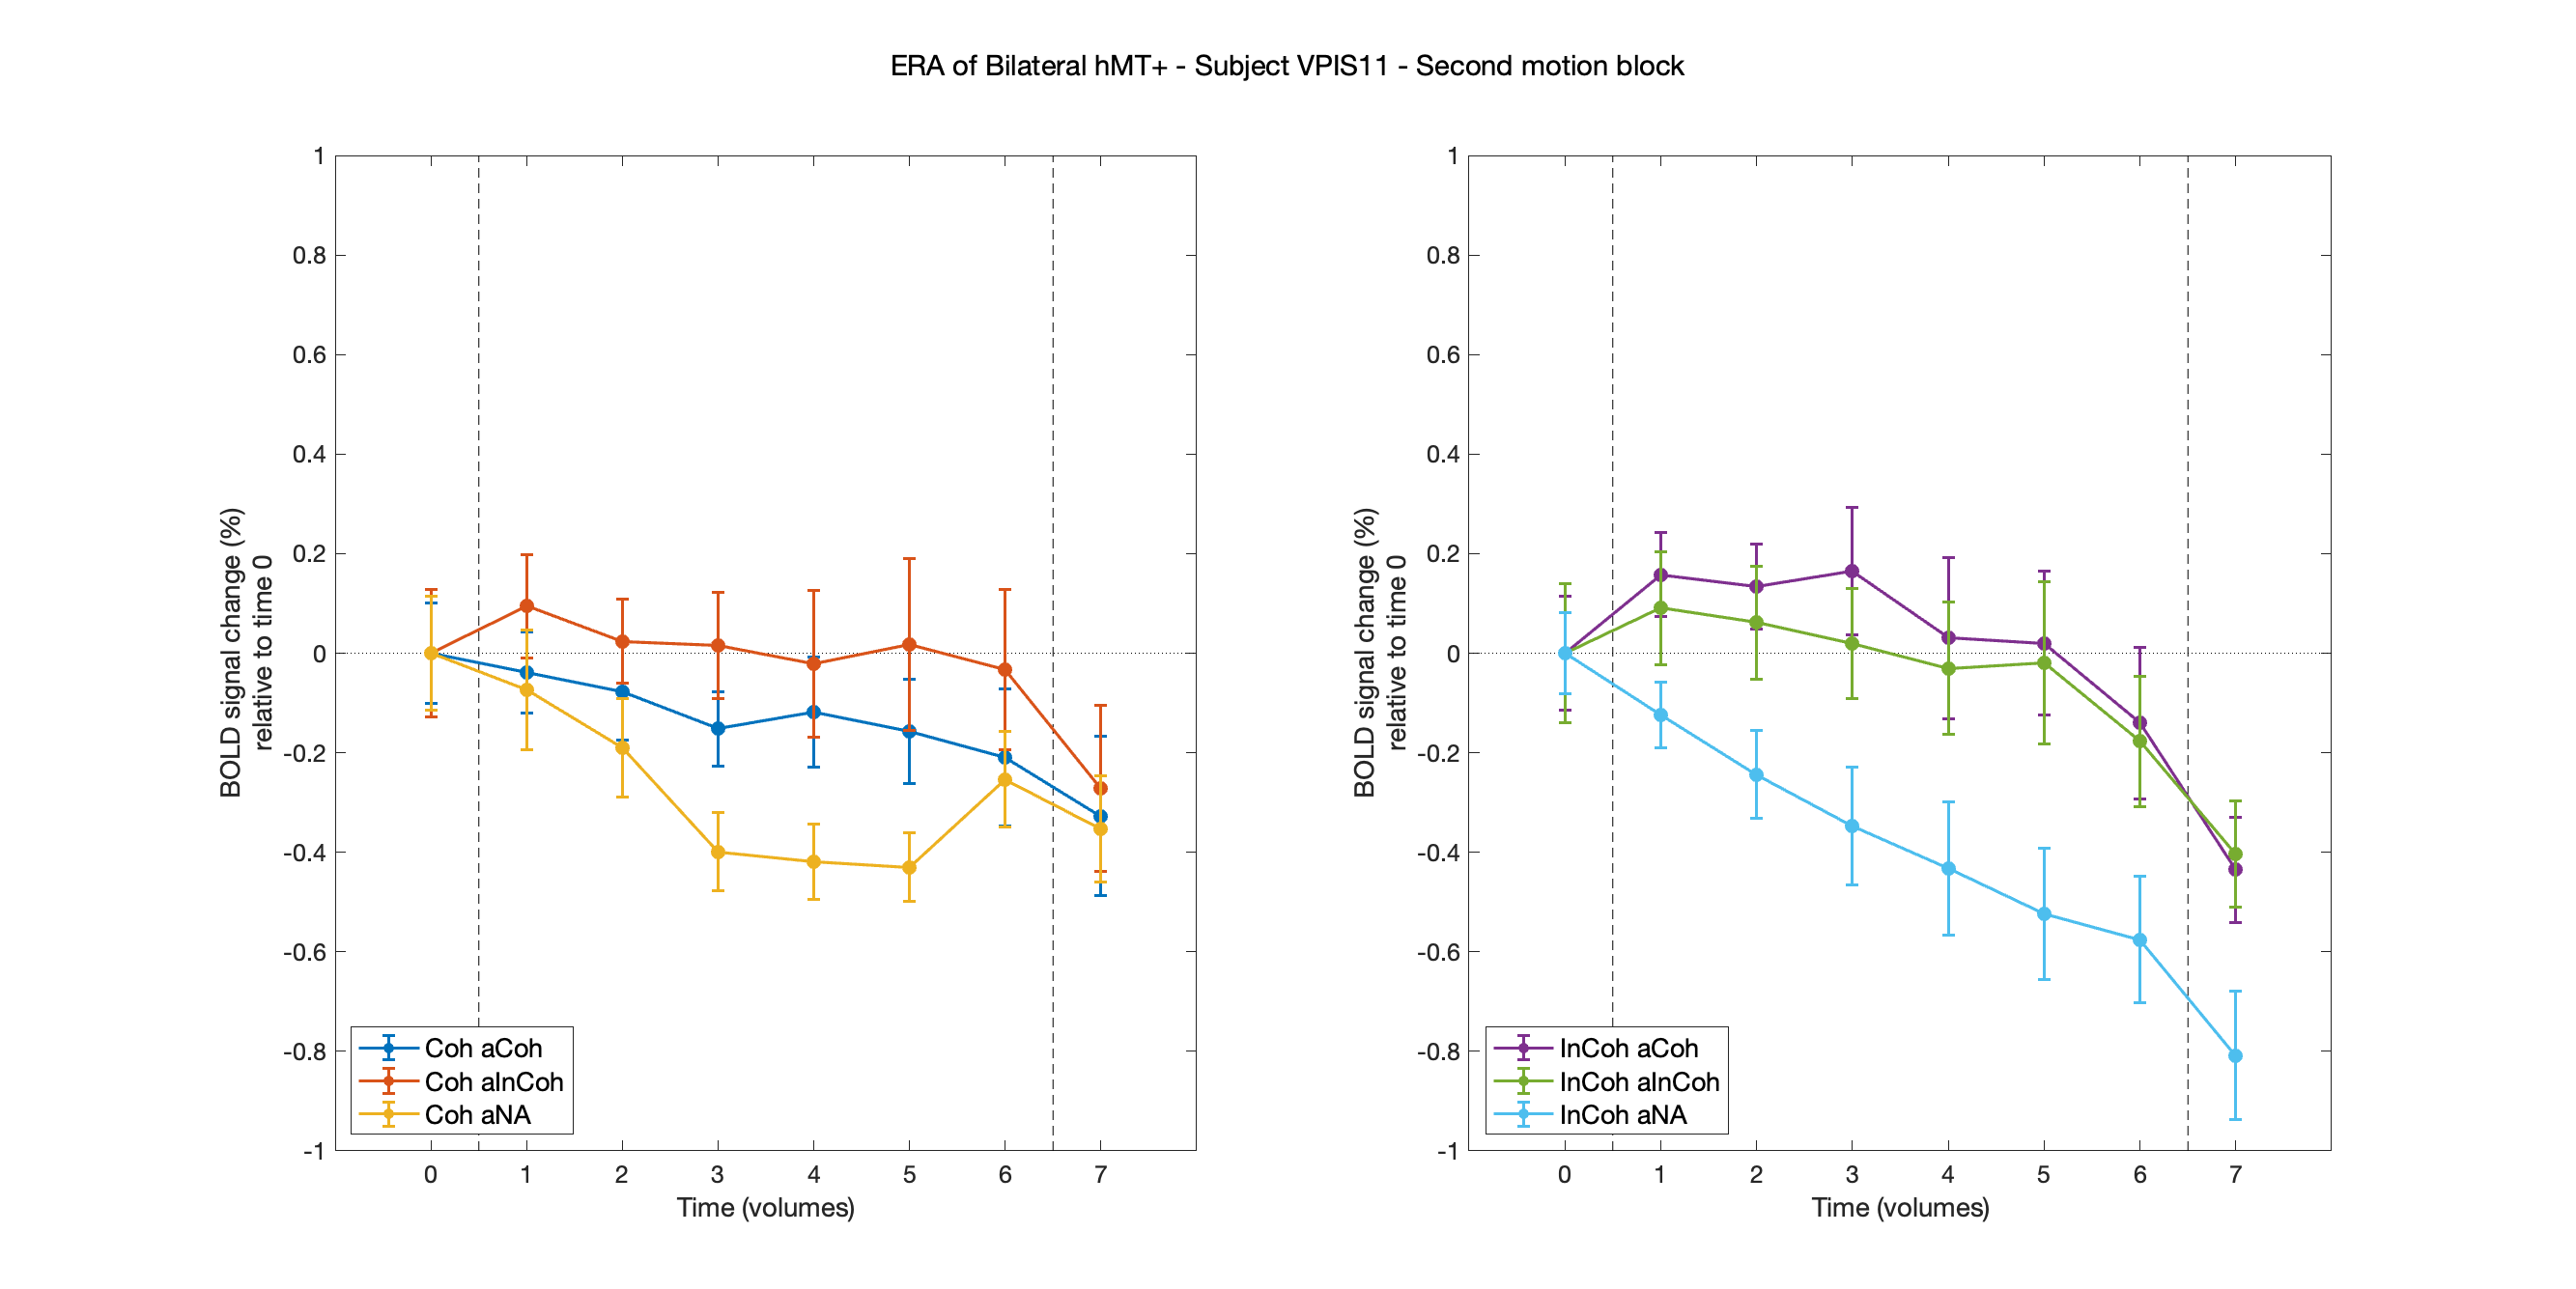 ERA of Bilateral hMT+ - Subject VPIS11 - Second motion block
BOLD signal change (%)
relative to time 0
1
0.8
0.6
0.4
0.2
0
-0.2
-0.4
-0.6
-0.8
-1
Coh aCoh
Coh aInCoh
Coh aNA
0 1 2 3 4 5 6 7
Time (volumes)
BOLD signal change (%)
relative to time 0
1
0.8
0.6
0.4
0.2
0
-0.2
-0.4
-0.6
-0.8
-1
InCoh aCoh
InCoh aInCoh
InCoh aNA
0 1 2 3 4 5 6 7
Time (volumes)